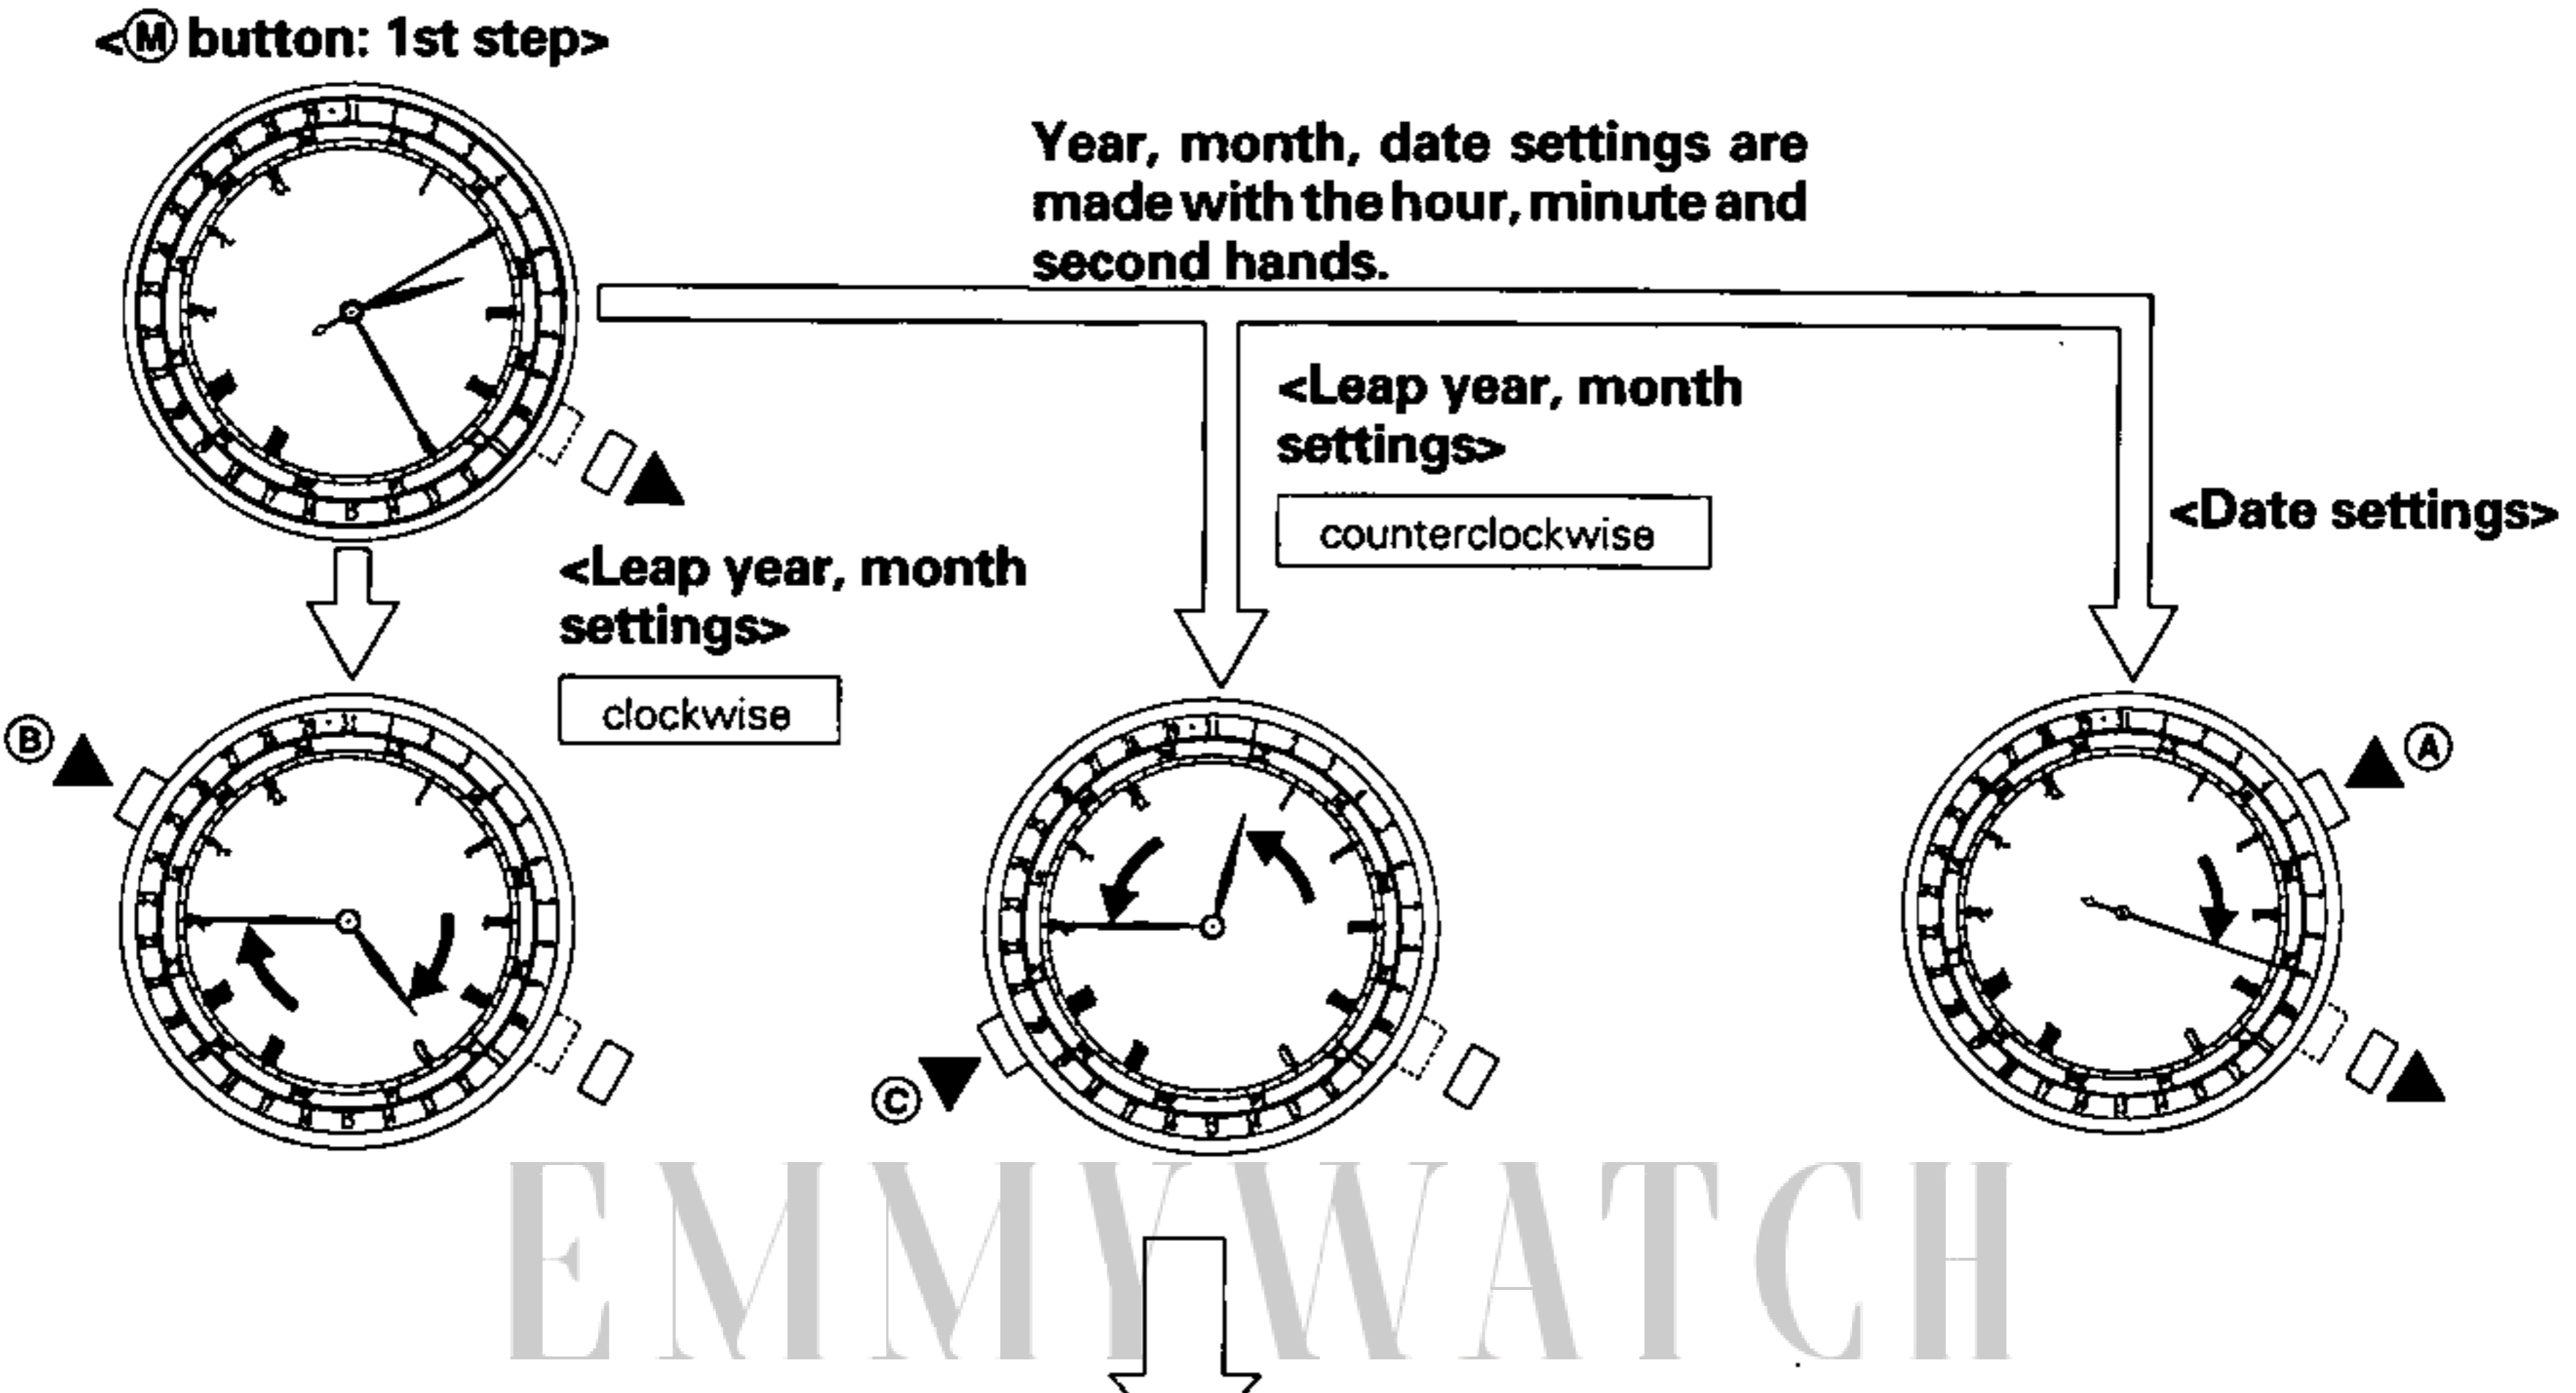 <Ⓜ button: 1st step>
Year, month, date settings are
made with the hour, minute and
second hands.
<Leap year, month
settings>
counterclockwise
<Date settings>
<Leap year, month
settings>
clockwise
Ⓑ
Ⓐ
Ⓒ
EMMYWATCH